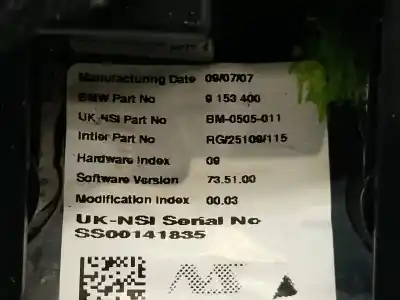 Manufacturing Date 09/07/07
BMW Part No 9 153 400
UK-NSI Part No BM-0505-011
Intier Part No RG/25109/115
Hardware Index 09
Software Version 73.51.00
Modification Index 00.03
UK-NSI Serial No
SS00141835